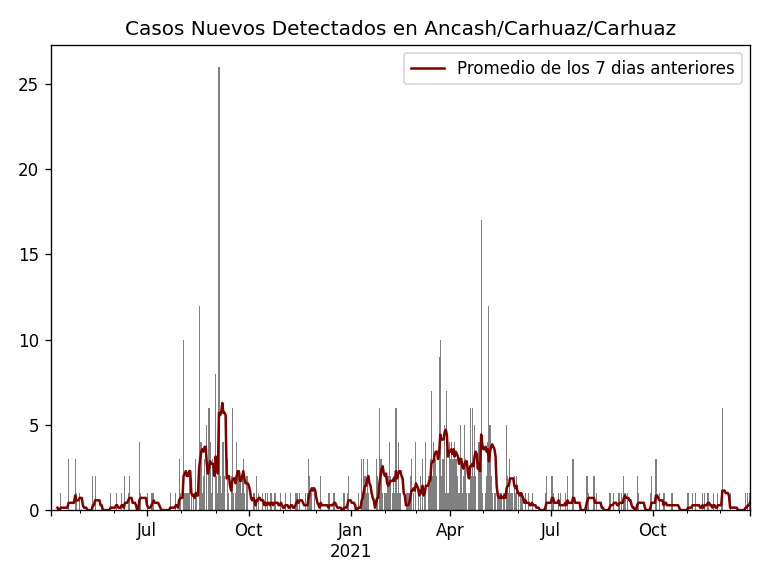 Casos Nuevos Detectados en Ancash/Carhuaz/Carhuaz
Promedio de los 7 dias anteriores
25
20
15
10
5
0
Jul Oct Jan Apr Jul Oct
2021